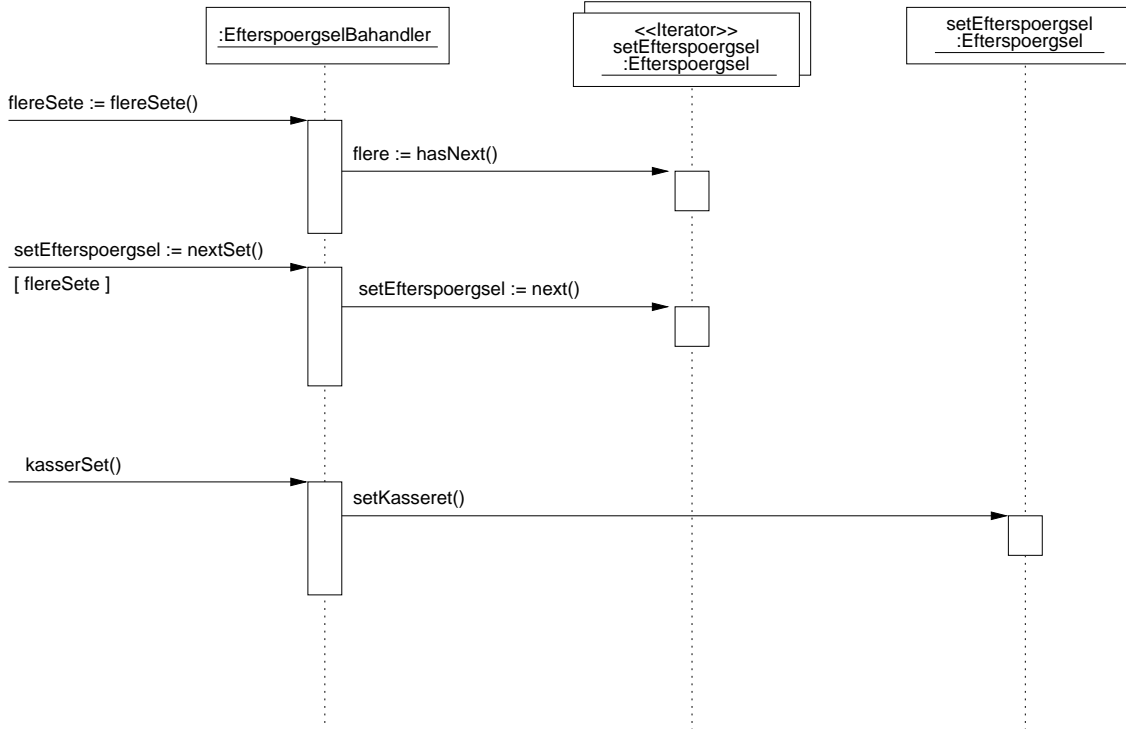 :EfterspoergselBahandler
<<Iterator>>
setEfterspoergsel
:Efterspoergsel
setEfterspoergsel
:Efterspoergsel
flereSete := flereSete()
flere := hasNext()
setEfterspoergsel := nextSet()
[ flereSete ]
setEfterspoergsel := next()
kasserSet()
setKasseret()